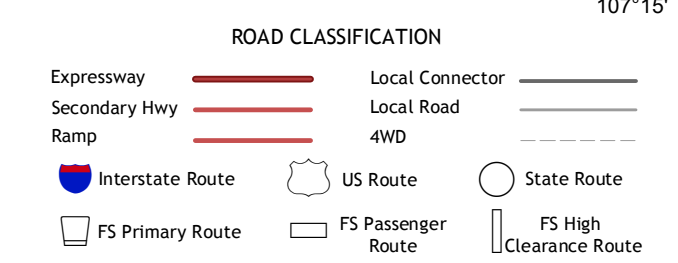 107°15'
ROAD CLASSIFICATION
Expressway
Local Connector
Secondary Hwy
Local Road
Ramp
4WD
Interstate Route
US Route
State Route
FS Primary Route
FS Passenger
Route
FS High
Clearance Route